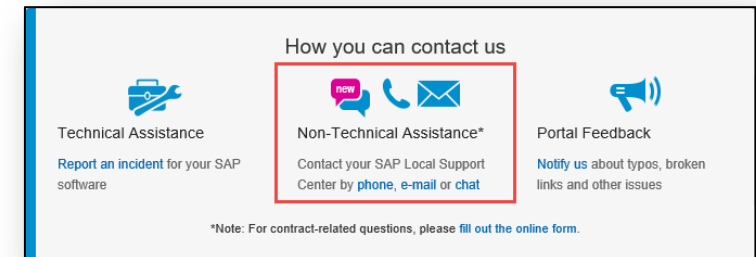 How you can contact us
new
Technical Assistance
Report an incident for your SAP
software
Non-Technical Assistance*
Contact your SAP Local Support
Center by phone, e-mail or chat
Portal Feedback
Notify us about typos, broken
links and other issues
*Note: For contract-related questions, please fill out the online form.